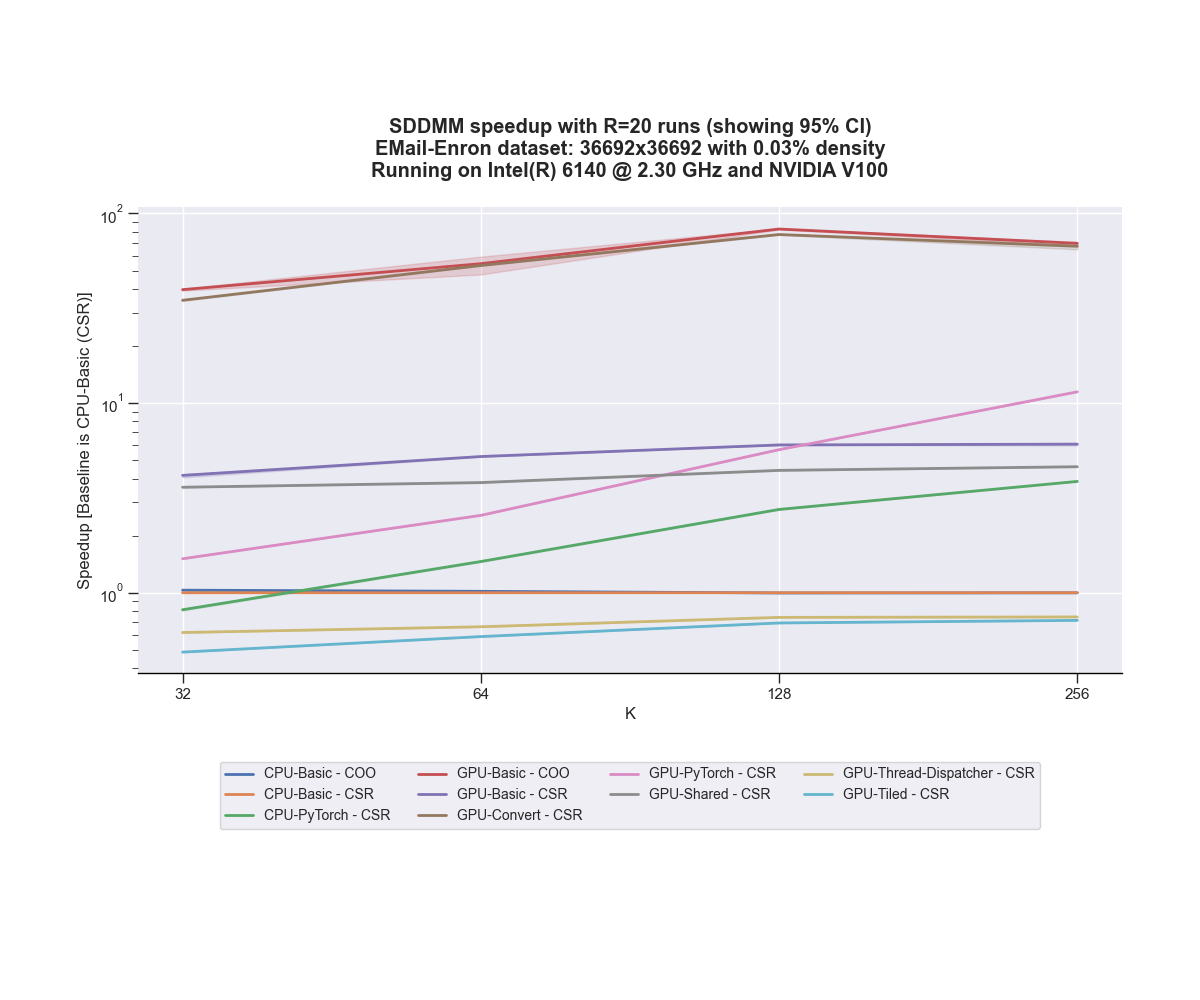 SDDMM speedup with R=20 runs (showing 95% CI)
EMail-Enron dataset: 36692x36692 with 0.03% density
Running on Intel(R) 6140 @ 2.30 GHz and NVIDIA V100
Speedup [Baseline is CPU-Basic (CSR)]
10²
10¹
10⁰
32 64 128 256
K
CPU-Basic - COO GPU-Basic - COO GPU-PyTorch - CSR GPU-Thread-Dispatcher - CSR
CPU-Basic - CSR GPU-Basic - CSR GPU-Shared - CSR GPU-Tiled - CSR
CPU-PyTorch - CSR GPU-Convert - CSR